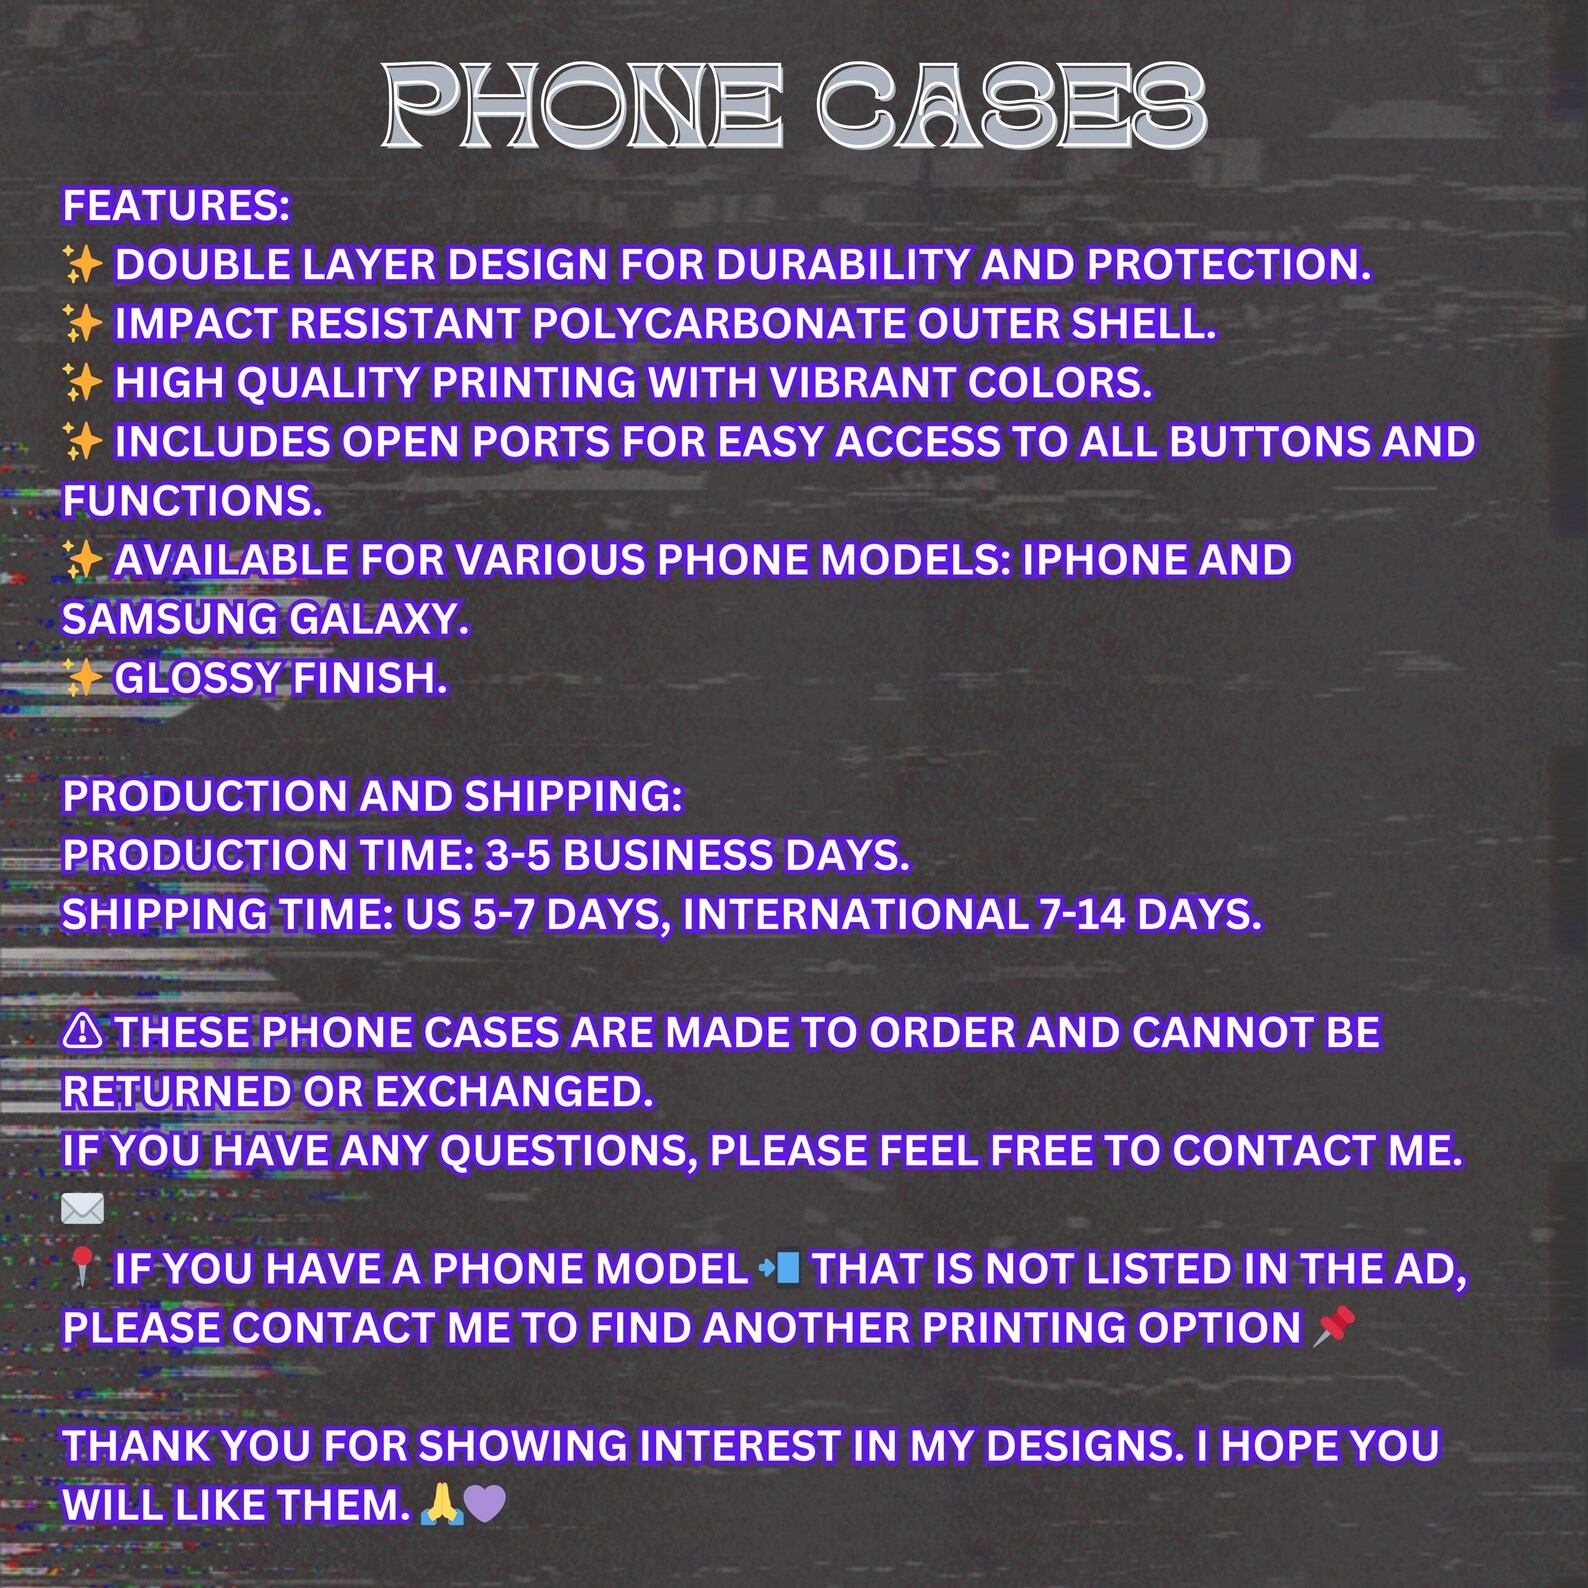 PHONE CASES
FEATURES:
✨ DOUBLE LAYER DESIGN FOR DURABILITY AND PROTECTION.
✨ IMPACT RESISTANT POLYCARBONATE OUTER SHELL.
✨ HIGH QUALITY PRINTING WITH VIBRANT COLORS.
✨ INCLUDES OPEN PORTS FOR EASY ACCESS TO ALL BUTTONS AND
FUNCTIONS.
✨ AVAILABLE FOR VARIOUS PHONE MODELS: IPHONE AND
SAMSUNG GALAXY.
✨ GLOSSY FINISH.
PRODUCTION AND SHIPPING:
PRODUCTION TIME: 3-5 BUSINESS DAYS.
SHIPPING TIME: US 5-7 DAYS, INTERNATIONAL 7-14 DAYS.
⚠ THESE PHONE CASES ARE MADE TO ORDER AND CANNOT BE
RETURNED OR EXCHANGED.
IF YOU HAVE ANY QUESTIONS, PLEASE FEEL FREE TO CONTACT ME.
✉️
📍 IF YOU HAVE A PHONE MODEL 📲 THAT IS NOT LISTED IN THE AD,
PLEASE CONTACT ME TO FIND ANOTHER PRINTING OPTION 📌
THANK YOU FOR SHOWING INTEREST IN MY DESIGNS. I HOPE YOU
WILL LIKE THEM. 🙏💜